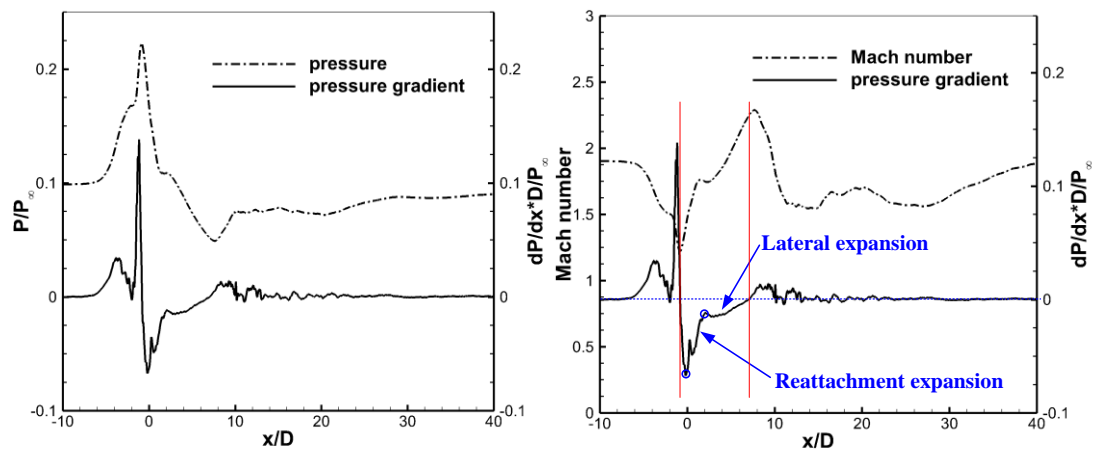 pressure
pressure gradient
P/P∞
0.2
0.1
0
-0.1
-10
0
10
20
30
40
x/D
0.2
0.1
0
-0.1
dP/dx*D/P∞
Mach number
pressure gradient
Mach number
3
2.5
2
1.5
1
0.5
0
Lateral expansion
Reattachment expansion
-10
0
10
20
30
40
x/D
0.2
0.1
0
-0.1
dP/dx*D/P∞